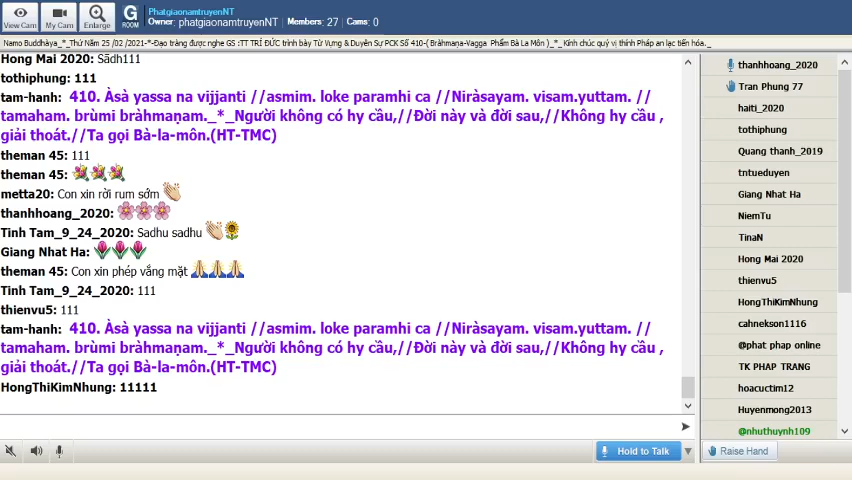 View Cam
My Cam
Enlarge
G
ROOM
PhatgiaonamtruyenNT
Owner: phatgiaonamtruyenNT Members: 27 Cams: 0
Namo Buddhàya_*_Thứ Năm 25 /02 /2021-*-Đạo tràng được nghe GS :TT TRÍ ĐỨC trình bày Từ Vựng & Duyên Sự PCK Số 410-( Bràhmaṇa-Vagga Phẩm Bà La Môn )_*_Kính chúc quý vị thính Pháp an lạc tiến hóa._
Hong Mai 2020: Sādh111
tothiphung: 111
tam-hanh: 410. Àsà yassa na vijjanti //asmim. loke paramhi ca //Niràsayam. visam.yuttam. //
tamaham. brùmi bràhmaṇam._*_Người không có hy cầu,//Đời này và đời sau,//Không hy cầu ,
giải thoát.//Ta gọi Bà-la-môn.(HT-TMC)
theman 45: 111
theman 45:
metta20: Con xin rời rum sớm
thanhhoang_2020:
Tinh Tam_9_24_2020: Sadhu sadhu
Giang Nhat Ha:
theman 45: Con xin phép vắng mặt
Tinh Tam_9_24_2020: 111
thienvu5: 111
tam-hanh: 410. Àsà yassa na vijjanti //asmim. loke paramhi ca //Niràsayam. visam.yuttam. //
tamaham. brùmi bràhmaṇam._*_Người không có hy cầu,//Đời này và đời sau,//Không hy cầu ,
giải thoát.//Ta gọi Bà-la-môn.(HT-TMC)
HongThiKimNhung: 11111
Hold to Talk
thanhhoang_2020
Tran Phung 77
haiti_2020
tothiphung
Quang thanh_2019
tntueduyen
Giang Nhat Ha
NiemTu
TinaN
Hong Mai 2020
thienvu5
HongThiKimNhung
cahnekson1116
@phat phap online
TK PHAP TRANG
hoacuctim12
Huyenmong2013
@nhuthuynh109
Raise Hand